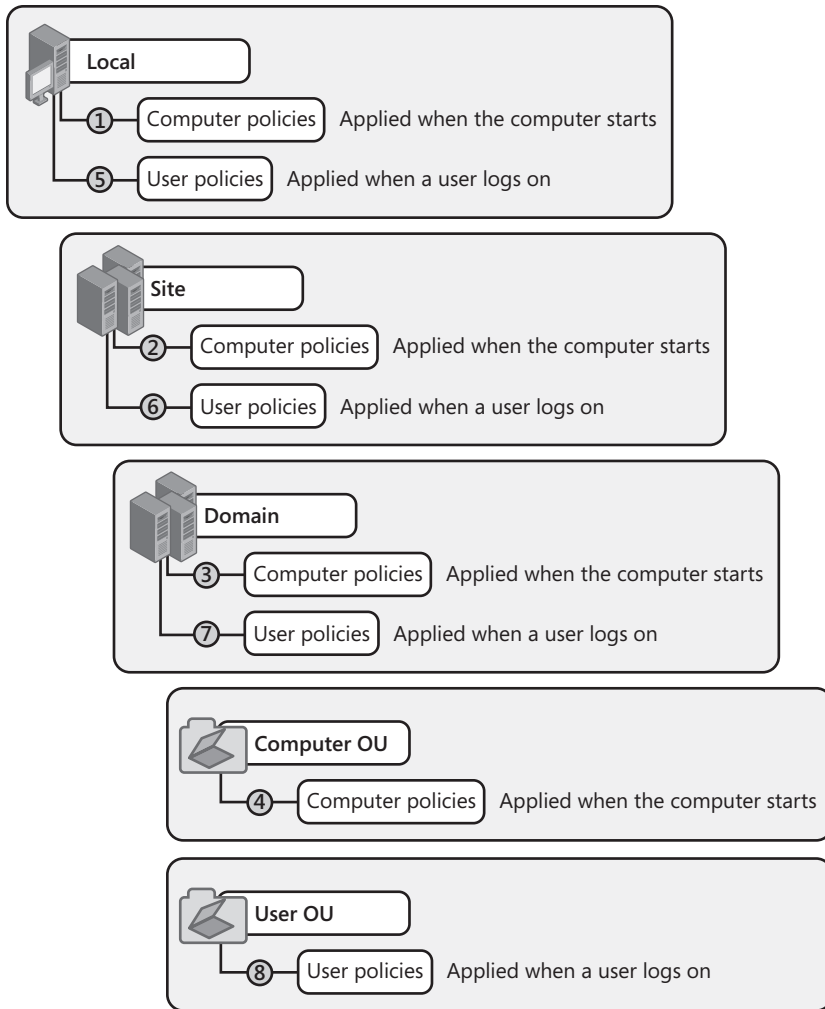 Local
1 Computer policies Applied when the computer starts
5 User policies Applied when a user logs on
Site
2 Computer policies Applied when the computer starts
6 User policies Applied when a user logs on
Domain
3 Computer policies Applied when the computer starts
7 User policies Applied when a user logs on
Computer OU
4 Computer policies Applied when the computer starts
User OU
8 User policies Applied when a user logs on